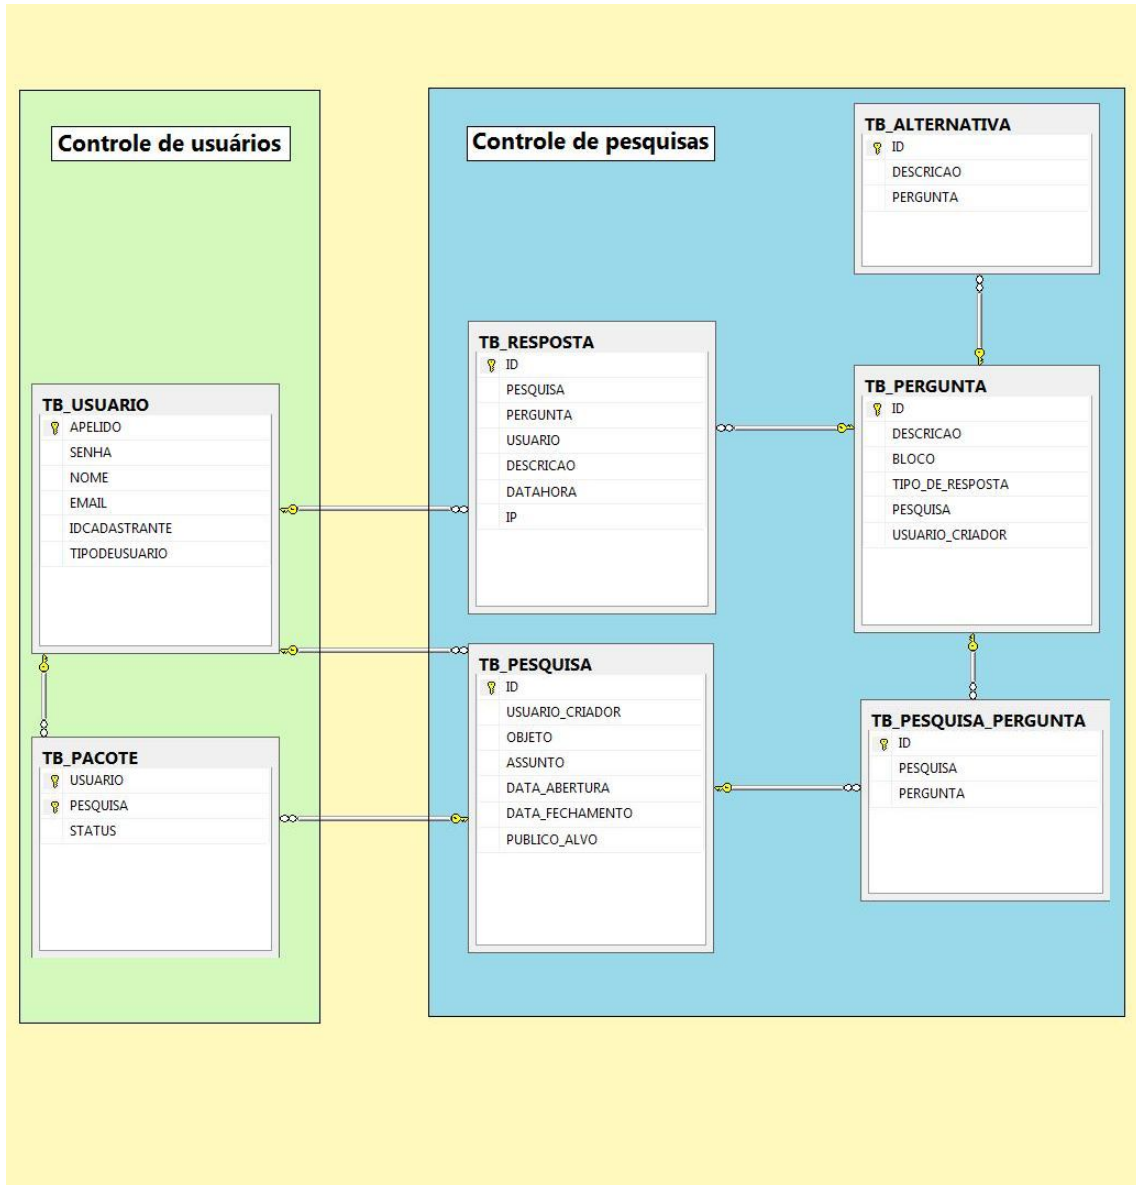 Controle de usuários
TB_USUARIO
APELIDO
SENHA
NOME
EMAIL
IDCADASTRANTE
TIPODEUSUARIO
TB_PACOTE
USUARIO
PESQUISA
STATUS
Controle de pesquisas
TB_RESPOSTA
ID
PESQUISA
PERGUNTA
USUARIO
DESCRICAO
DATAHORA
IP
TB_PESQUISA
ID
USUARIO_CRIADOR
OBJETO
ASSUNTO
DATA_ABERTURA
DATA_FECHAMENTO
PUBLICO_ALVO
TB_ALTERNATIVA
ID
DESCRICAO
PERGUNTA
TB_PERGUNTA
ID
DESCRICAO
BLOCO
TIPO_DE_RESPOSTA
PESQUISA
USUARIO_CRIADOR
TB_PESQUISA_PERGUNTA
ID
PESQUISA
PERGUNTA